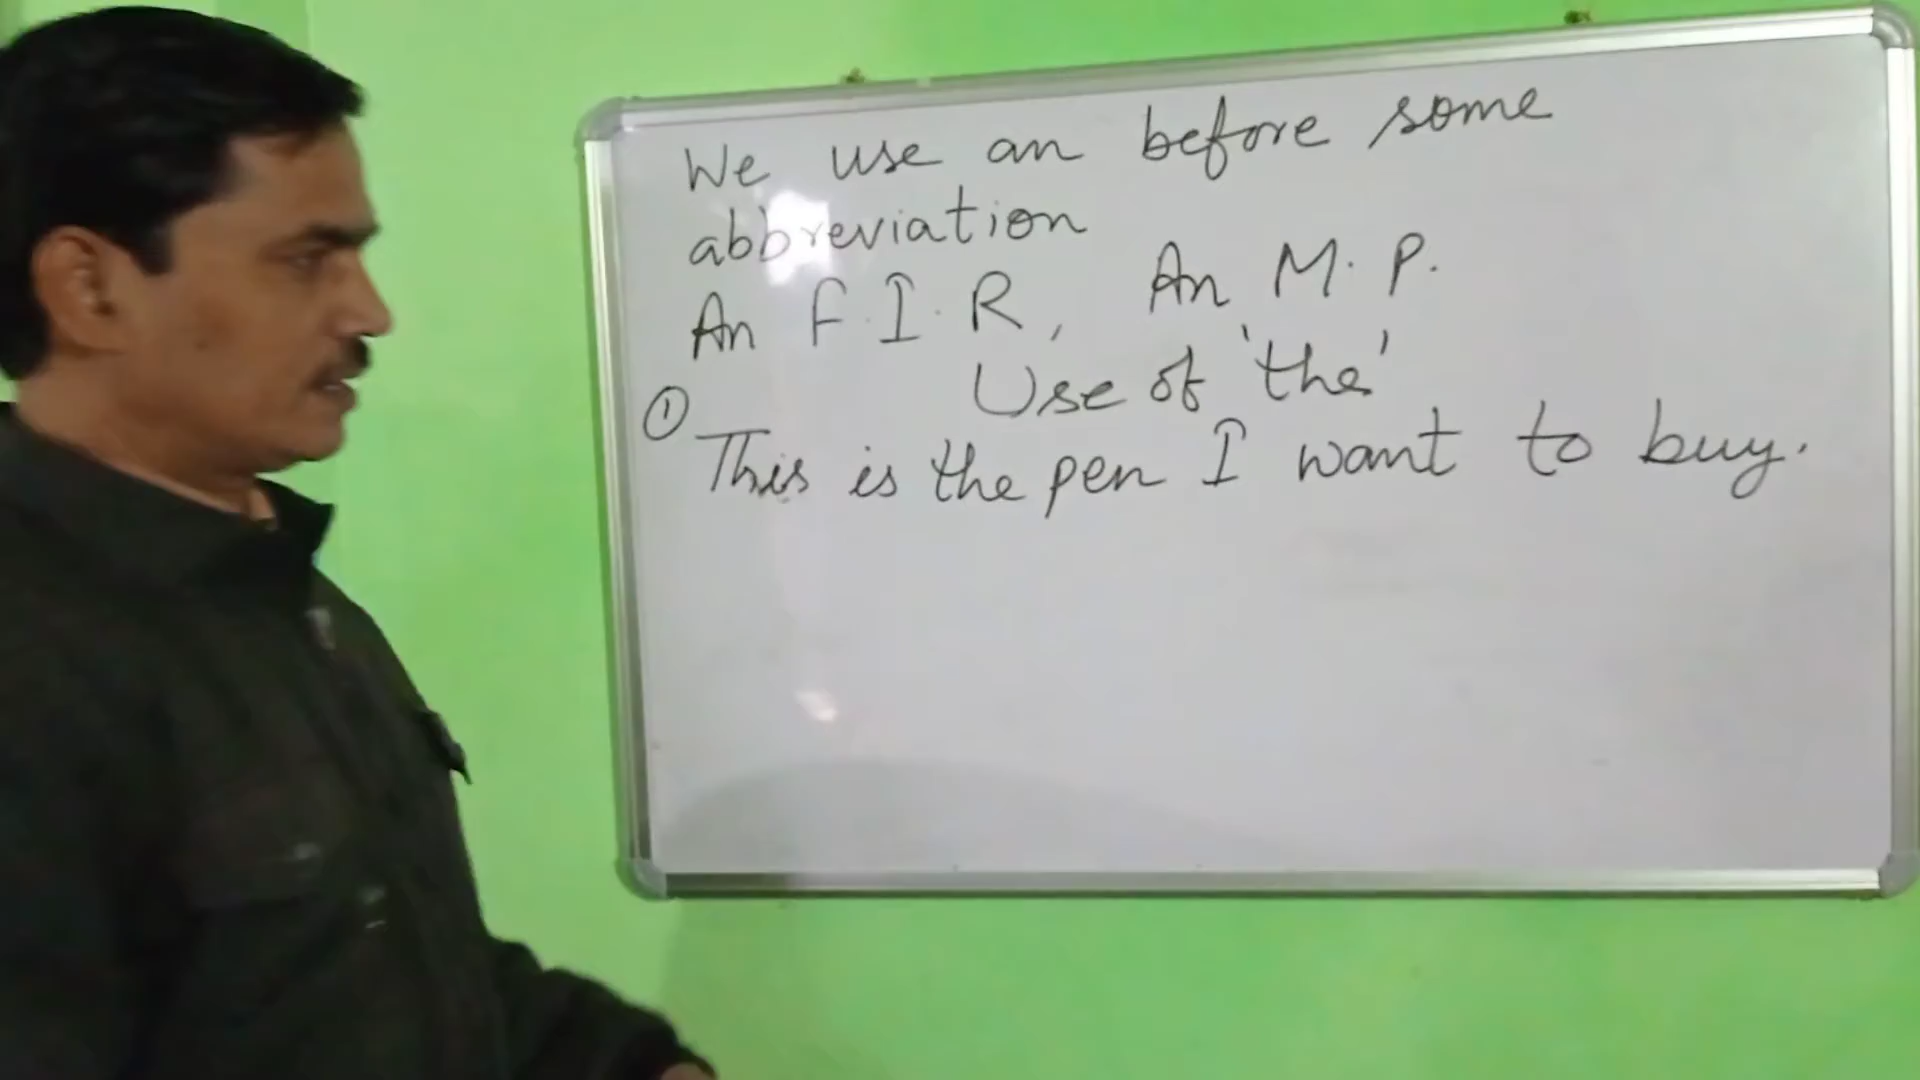 We use an before some
abbreviation
An F.I.R, An M.P.
Use of 'the'
① This is the pen I want to buy.